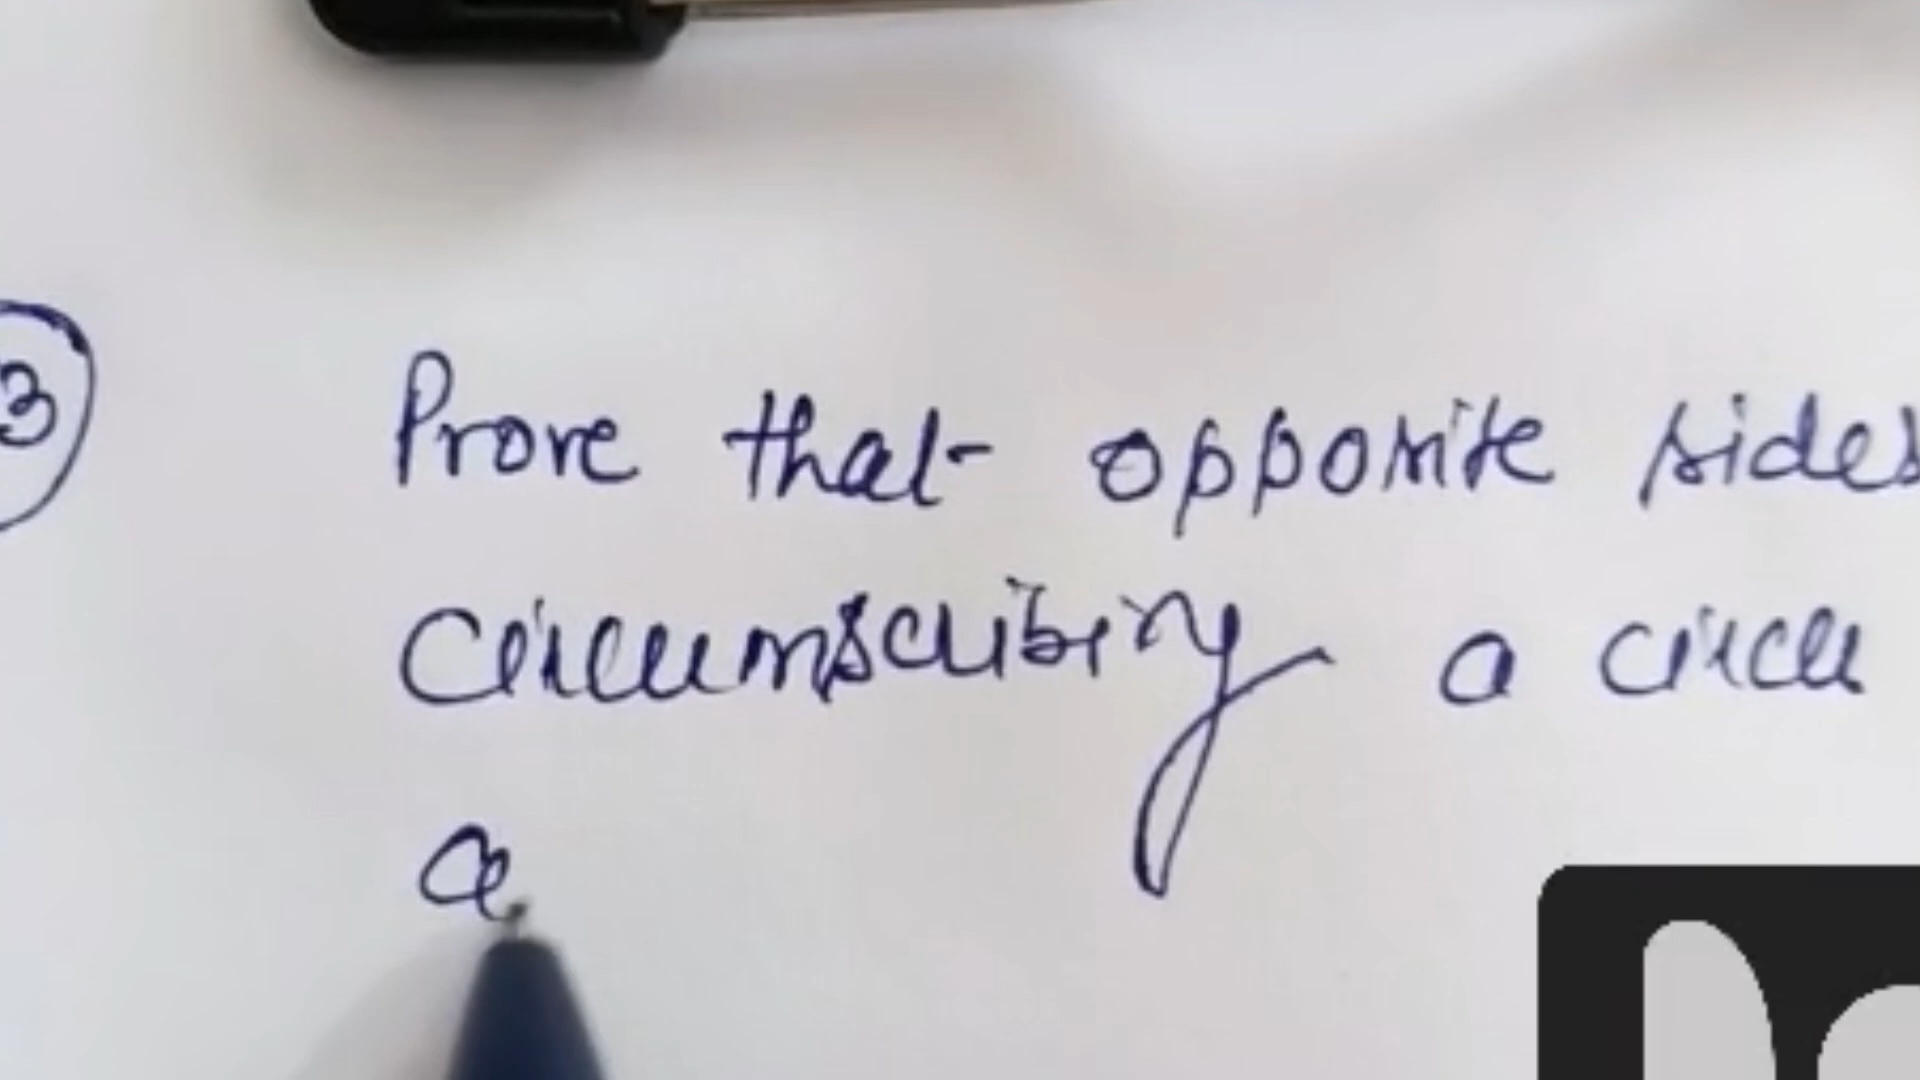 3
Prove that opposite sides
Circumscribing a circle
a